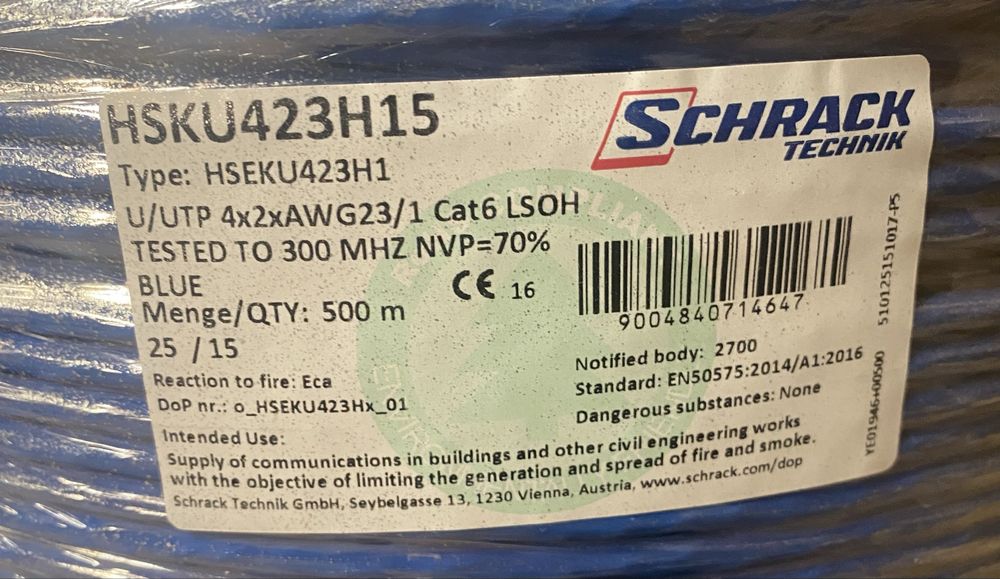 HSKU423H15
SCHRACK
TECHNIK
Type: HSEKU423H1
U/UTP 4x2xAWG23/1 Cat6 LSOH
TESTED TO 300 MHZ NVP=70%
BLUE
CE 16
Menge/QTY: 500 m
25 / 15
9004840714647
510125151017-P5
YE01946+00500
Reaction to fire: Eca
DoP nr.: o_HSEKU423Hx_01
Notified body: 2700
Standard: EN50575:2014/A1:2016
Dangerous substances: None
Intended Use:
Supply of communications in buildings and other civil engineering works
with the objective of limiting the generation and spread of fire and smoke.
Schrack Technik GmbH, Seybelgasse 13, 1230 Vienna, Austria, www.schrack.com/dop